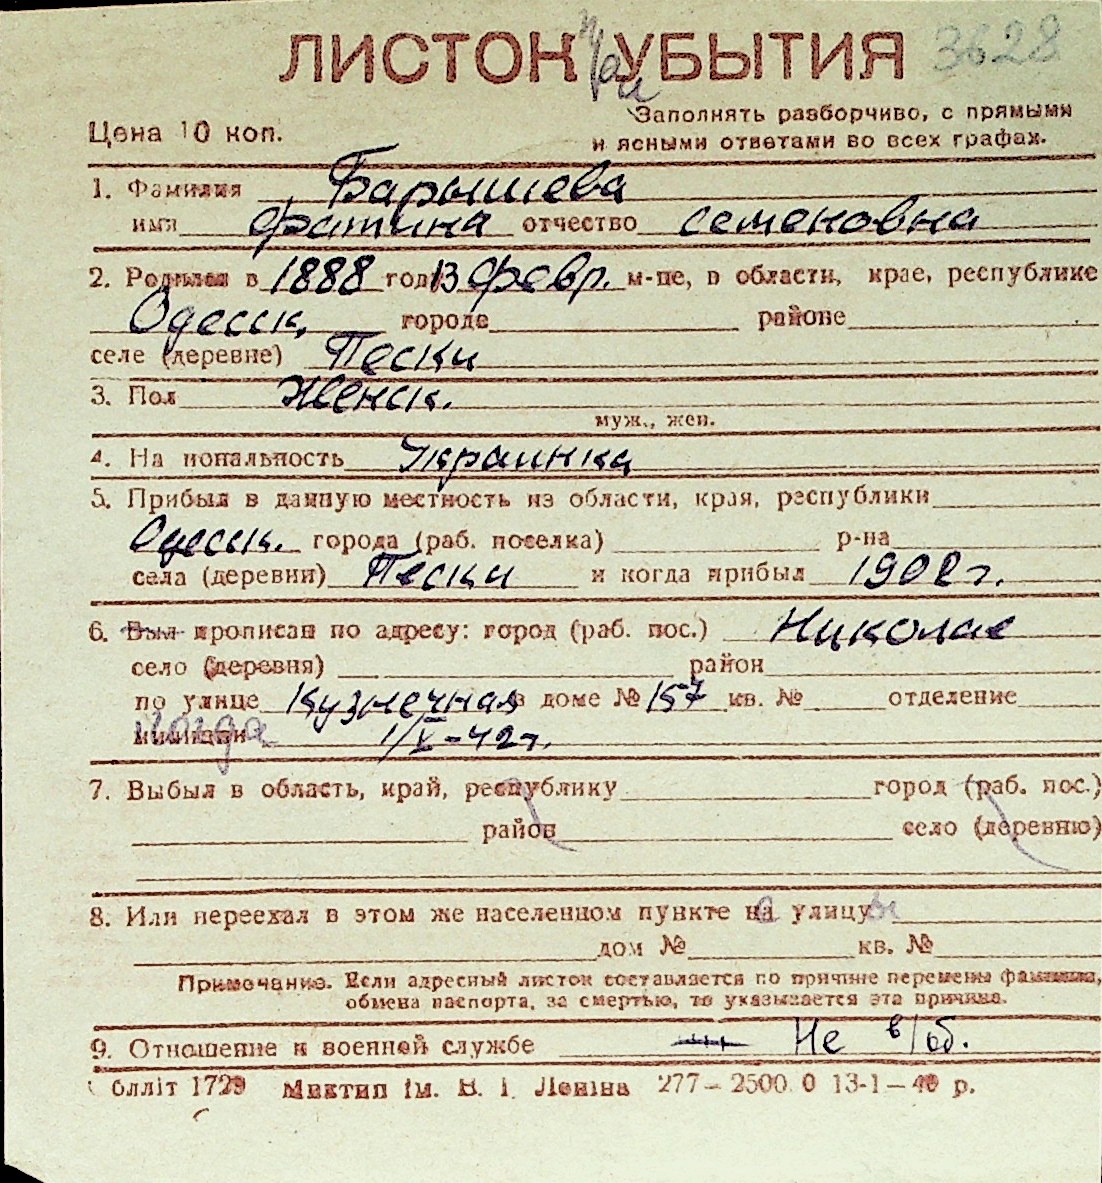 ЛИСТОК УБЫТИЯ 3628
Заполнять разборчиво, с прямыми
Цена 10 коп.
и ясными ответами во всех графах.
1. Фамилия Барышева
имя Фатина отчество Семеновна
2. Родился в 1888 год 13 февр. м-це, в области, крае, республике
Одесск, городе районе
селе (деревне) Пески
3. Пол Женск.
муж., жен.
4. На иональность Украинка
5. Прибыл в данную местность из области, края, республики
Одесск. города (раб. поселка) р-на
села (деревни) Пески и когда прибыл 1902 г.
6. Был прописан по адресу: город (раб. пос.) Николае
село (деревня) район
по улице Кузнечная в доме № 157 кв. № отделение
милиции когда 1/X-42 г.
7. Выбыл в область, край, республику город (раб. пос.)
район село (деревню)
8. Или переехал в этом же населенном пункте на улицу
дом № кв. №
Примечание. Если адресный листок составляется по причине перемены фамилии,
обмена паспорта, за смертью, то указывается эта причина.
9. Отношение к военной службе Не в/об.
оллiт 1729 Миктип iм. В. I. Ленiна 277-2500 0 13-1-40 р.